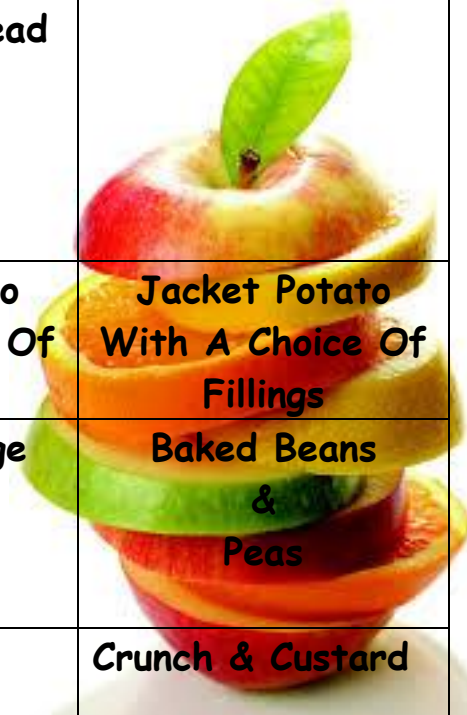 ead
o
Of
Jacket Potato
With A Choice Of
Fillings
ge
Baked Beans
&
Peas
Crunch & Custard